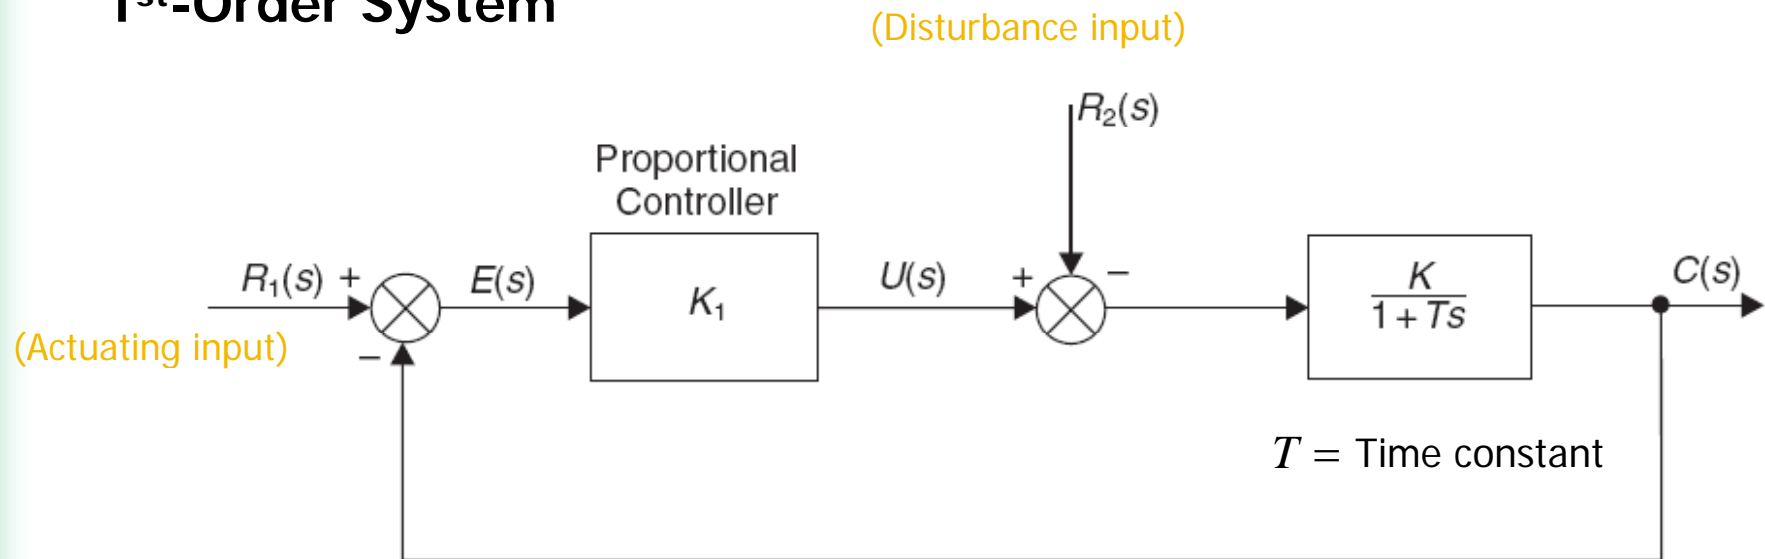 1st-Order System
(Disturbance input)
R₂(s)
Proportional
Controller
R₁(s) +
E(s)
K₁
U(s)
+
−
K
1 + Ts
C(s)
(Actuating input)
−
T = Time constant